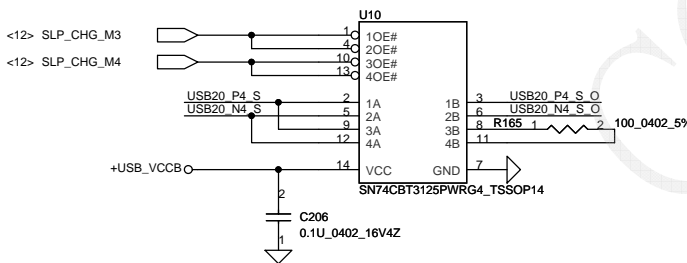 U10
<12> SLP_CHG_M3
1 1OE#
4 2OE#
<12> SLP_CHG_M4
10 3OE#
13 4OE#
USB20_P4_S 2 1A 1B 3 USB20_P4_S_O
USB20_N4_S 5 2A 2B 6 USB20_N4_S_O
9 3A 3B 8 R165 1 2 100_0402_5%
12 4A 4B 11
+USB_VCCB 14 VCC GND 7
SN74CBT3125PWRG4_TSSOP14
2
C206
0.1U_0402_16V4Z
1